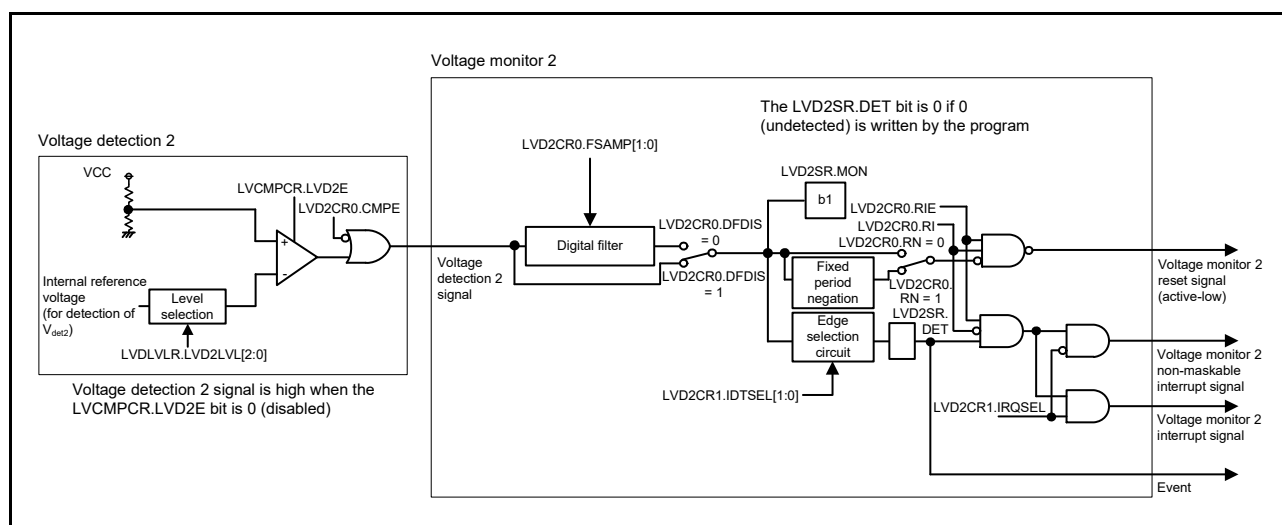 Voltage monitor 2
The LVD2SR.DET bit is 0 if 0
(undetected) is written by the program
Voltage detection 2
VCC
LVCMPCR.LVD2E
LVD2CR0.CMPE
+
-
Internal reference
voltage
(for detection of
Vdet2)
Level
selection
LVDLVLR.LVD2LVL[2:0]
Voltage detection 2 signal is high when the
LVCMPCR.LVD2E bit is 0 (disabled)
LVD2CR0.FSAMP[1:0]
Digital filter
Voltage
detection 2
signal
LVD2CR0.DFDIS
= 0
LVD2CR0.DFDIS
= 1
LVD2SR.MON
b1
LVD2CR0.RIE
LVD2CR0.RI
LVD2CR0.RN = 0
Fixed
period
negation
LVD2CR0.
RN = 1
LVD2SR.
DET
Edge
selection
circuit
LVD2CR1.IDTSEL[1:0]
LVD2CR1.IRQSEL
Voltage monitor 2
reset signal
(active-low)
Voltage monitor 2
non-maskable
interrupt signal
Voltage monitor 2
interrupt signal
Event